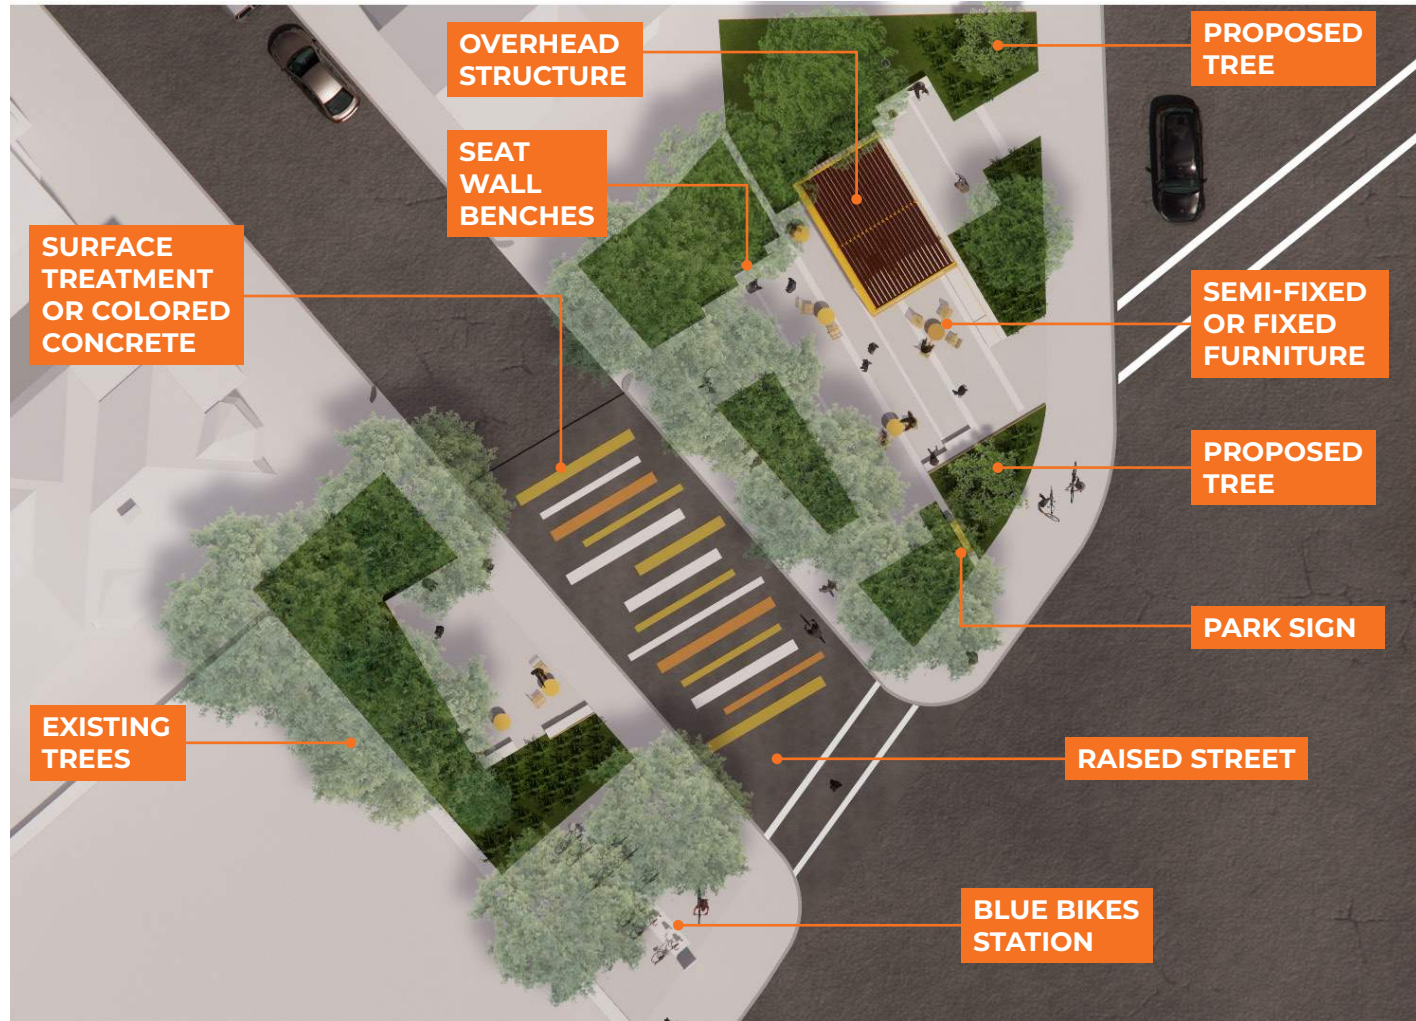 OVERHEAD
STRUCTURE
PROPOSED
TREE
SEAT
WALL
BENCHES
SURFACE
TREATMENT
OR COLORED
CONCRETE
SEMI-FIXED
OR FIXED
FURNITURE
PROPOSED
TREE
PARK SIGN
EXISTING
TREES
RAISED STREET
BLUE BIKES
STATION